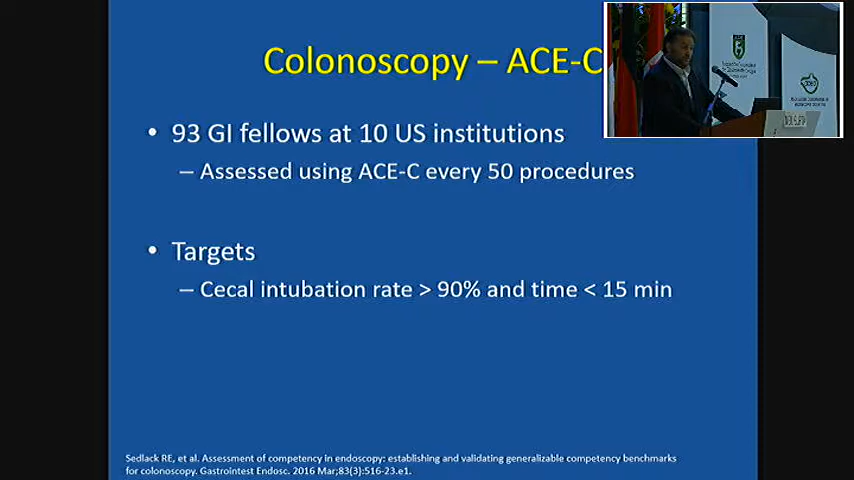 Colonoscopy – ACE-C
• 93 GI fellows at 10 US institutions
– Assessed using ACE-C every 50 procedures
• Targets
– Cecal intubation rate > 90% and time < 15 min
Sedlack RE, et al. Assessment of competency in endoscopy: establishing and validating generalizable competency benchmarks
for colonoscopy. Gastrointest Endosc. 2016 Mar;83(3):516-23.e1.